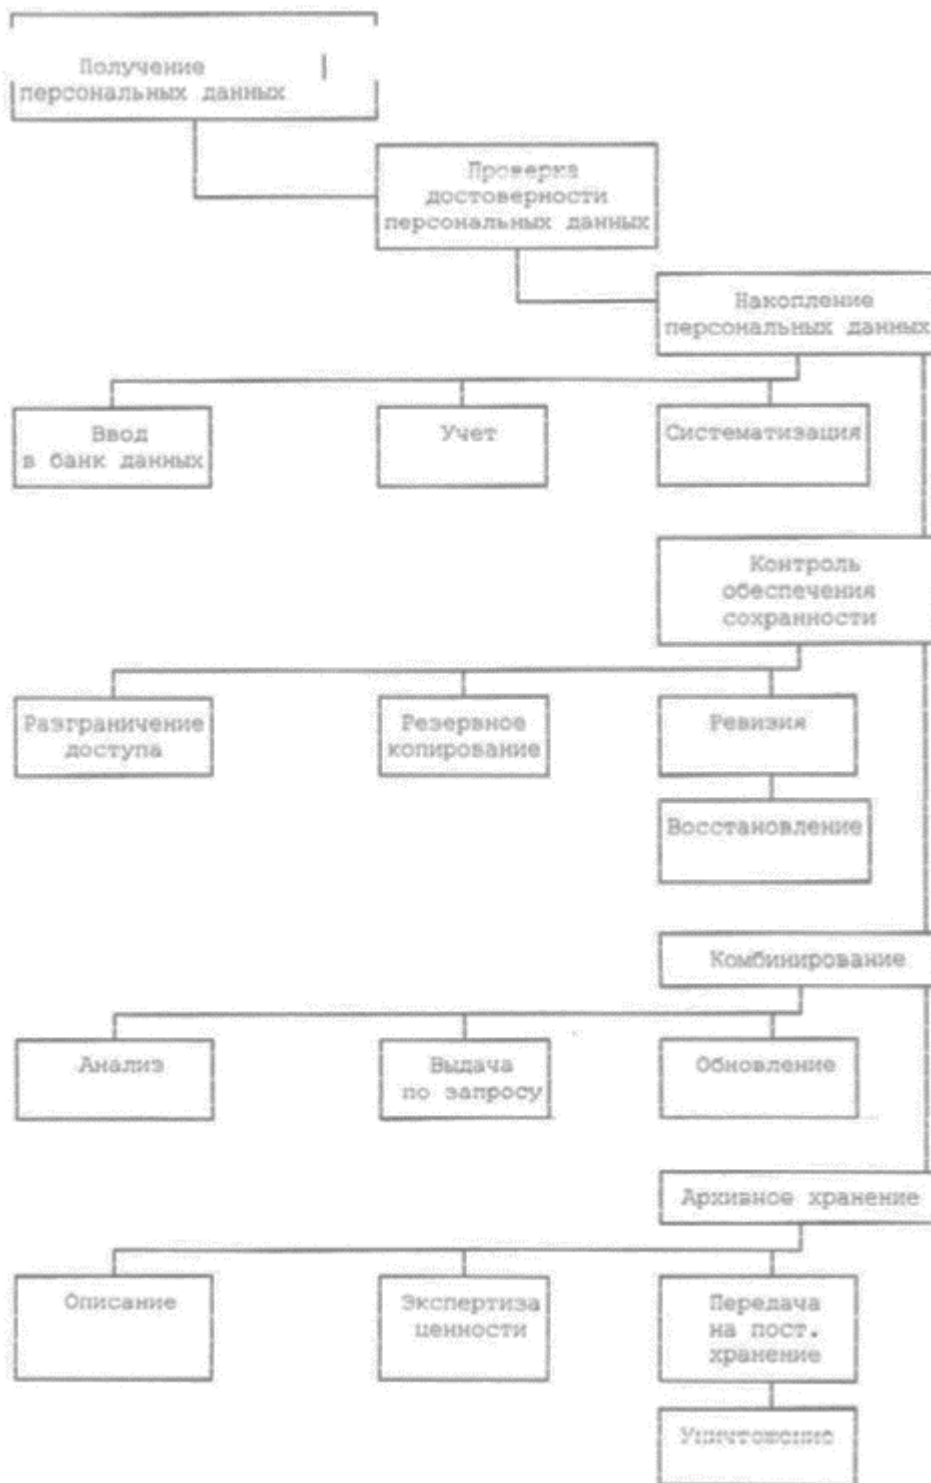 Получение
персональных данных
Проверка
достоверности
персональных данных
Накопление
персональных данных
Ввод
в банк данных
Учет
Систематизация
Контроль
обеспечения
сохранности
Разграничение
доступа
Резервное
копирование
Ревизия
Восстановление
Комбинирование
Анализ
Выдача
по запросу
Обновление
Архивное хранение
Описание
Экспертиза
ценности
Передача
на пост.
хранение
Уничтожение